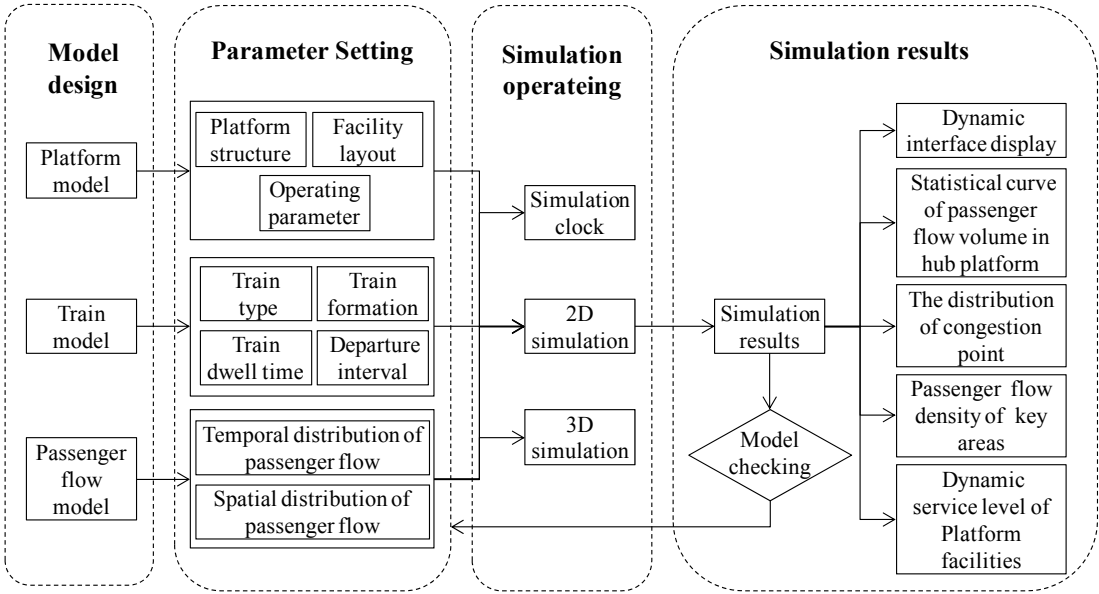 Model
design
Platform
model
Train
model
Passenger
flow
model
Parameter Setting
Platform
structure
Facility
layout
Operating
parameter
Train
type
Train
formation
Train
dwell time
Departure
interval
Temporal distribution of
passenger flow
Spatial distribution of
passenger flow
Simulation
operateing
Simulation
clock
2D
simulation
3D
simulation
Simulation results
Simulation
results
Model
checking
Dynamic
interface display
Statistical curve
of passenger
flow volume in
hub platform
The distribution
of congestion
point
Passenger flow
density of key
areas
Dynamic
service level of
Platform
facilities